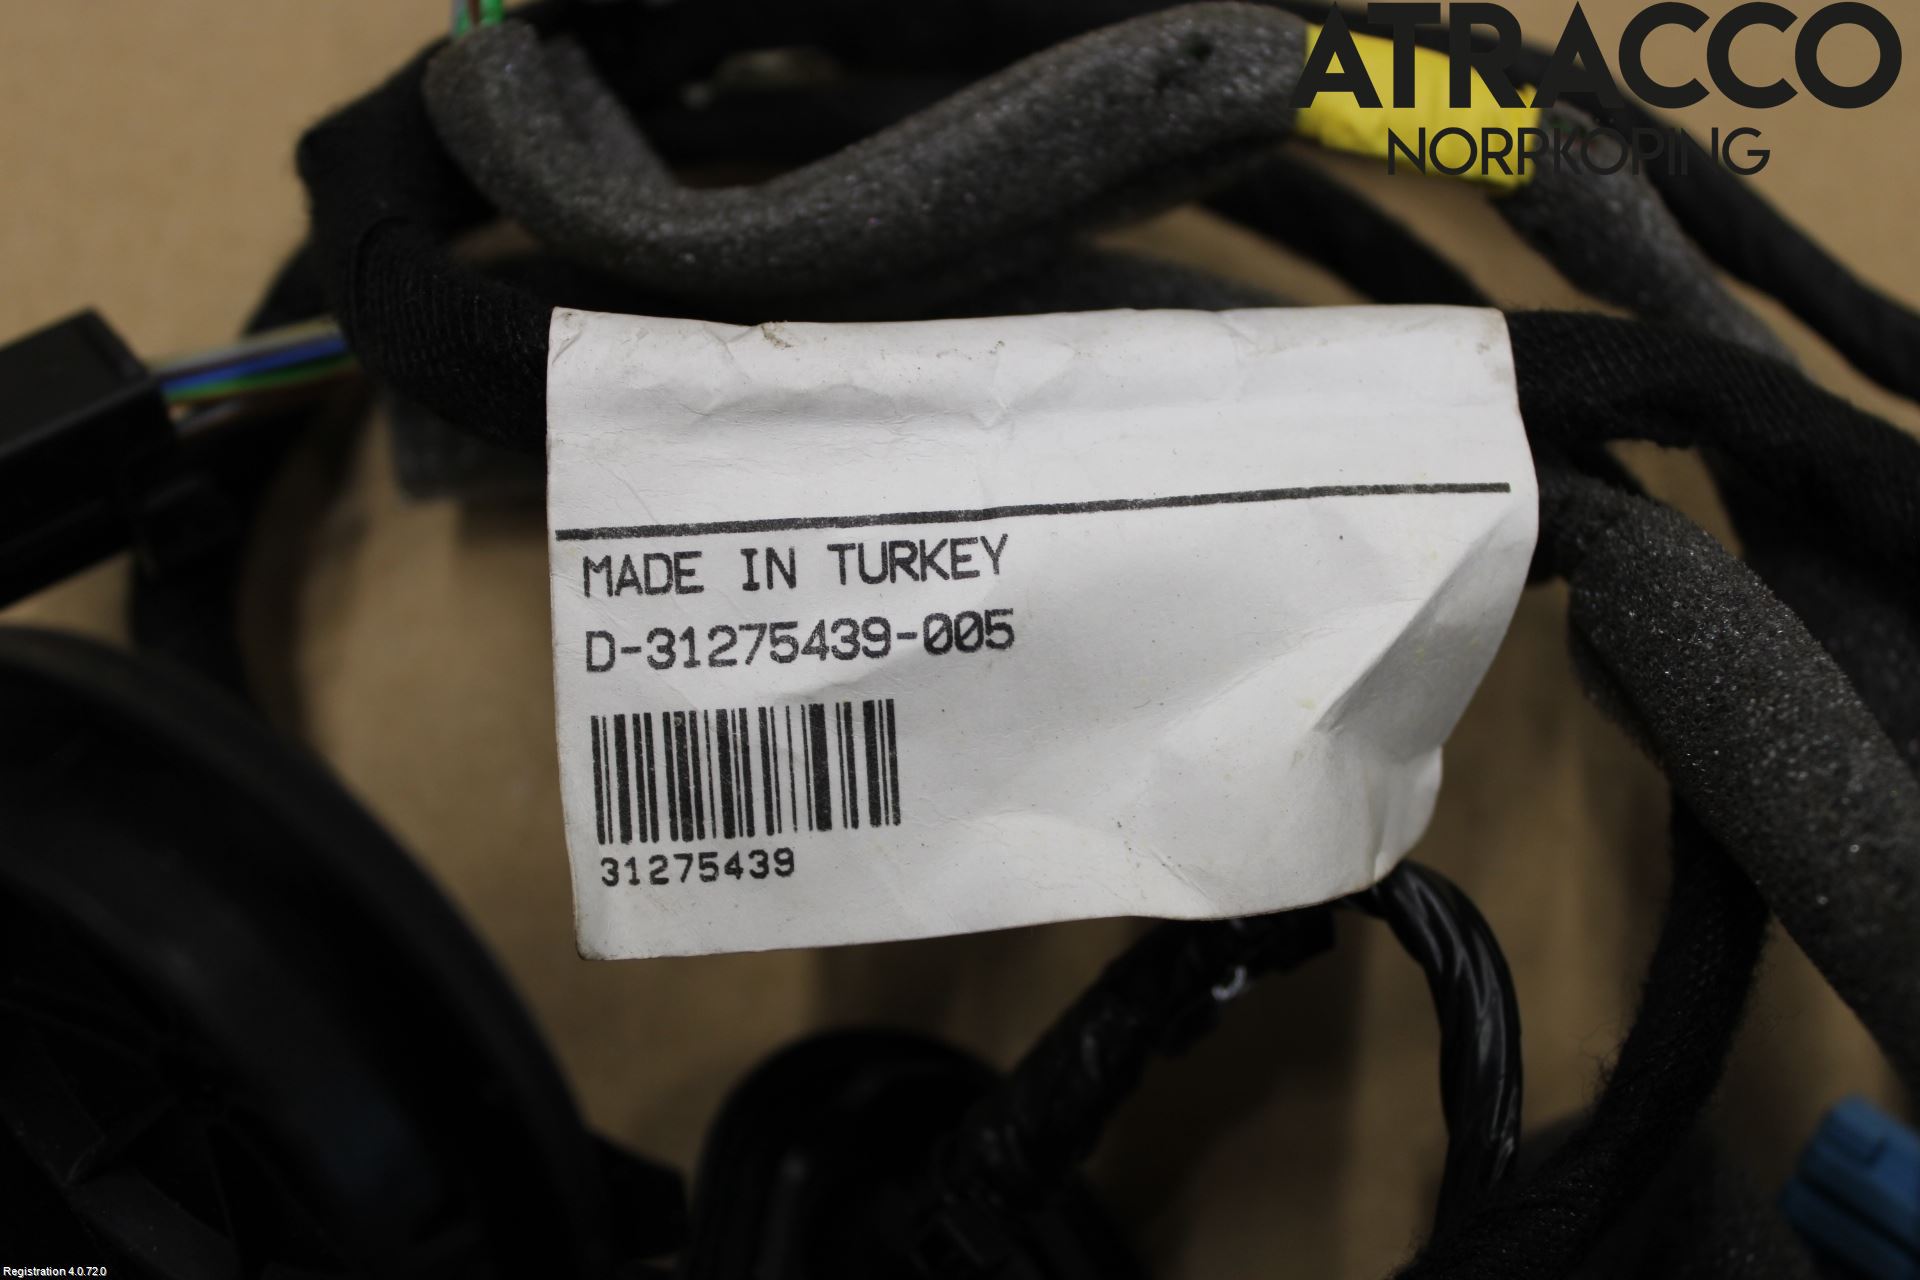 ATRACCO
NORRKÖPING
MADE IN TURKEY
D-31275439-005
31275439
Registration 4.0.72.0